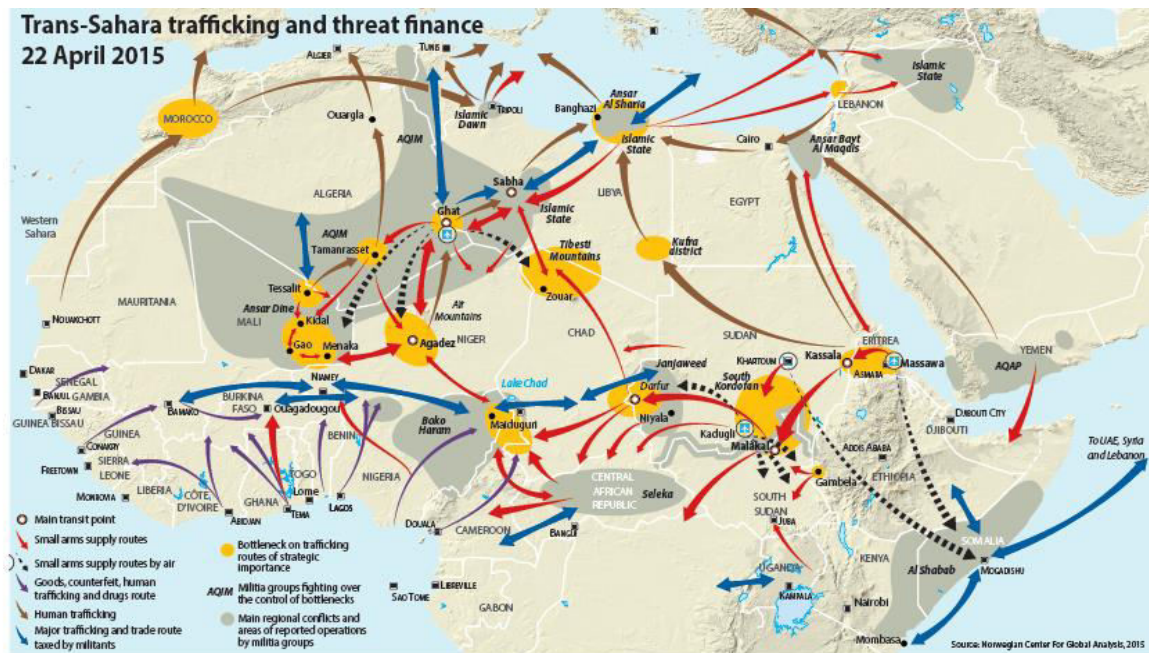 Trans-Sahara trafficking and threat finance
22 April 2015
ALGIER
TUNIS
Islamic
State
MOROCCO
Ouargla
Islamic
Dawn
TRIPOLI
Banghazi
Ansar
Al Sharia
Islamic
State
LEBANON
AQIM
Cairo
Ansar Bayt
Al Maqdis
ALGERIA
Sabha
LIBYA
EGYPT
Western
Sahara
Ghat
Islamic
State
AQIM
Tamanrasset
Tibesti
Mountains
Kufra
district
Tessalit
Zouar
MAURITANIA
Ansar Dine
Kidal
Aïr
Mountains
NOUAKCHOTT
MALI
Gao
Menaka
Agadez
NIGER
CHAD
SUDAN
ERITREA
YEMEN
KHARTOUM
Kassala
ASMARA
Massawa
AQAP
DAKAR
SENEGAL
BANJUL
GAMBIA
BISSAU
GUINEA BISSAU
NIAMEY
BAMAKO
BURKINA
FASO
Ouagadougou
Lake Chad
Janjaweed
Darfur
South
Kordofan
DJIBOUTI CITY
DJIBOUTI
Boko
Haram
Maiduguri
Niyala
Kadugli
Malakal
ADDIS ABABA
GUINEA
CONAKRY
BENIN
NIGERIA
To UAE, Syria
and Lebanon
FREETOWN
SIERRA
LEONE
TOGO
Lome
CENTRAL
AFRICAN
REPUBLIC
Seleka
Gambela
ETHIOPIA
MONROVIA
LIBERIA
CÔTE
D'IVOIRE
GHANA
TEMA
LAGOS
ABIDJAN
SOUTH
SUDAN
JUBA
DOUALA
CAMEROON
BANGUI
SOMALIA
MOGADISHU
Al Shabab
KENYA
UGANDA
KAMPALA
SAO TOME
LIBREVILLE
GABON
Nairobi
Mombasa
Main transit point
Small arms supply routes
Small arms supply routes by air
Goods, counterfeit, human
trafficking and drugs route
Human trafficking
Major trafficking and trade route
taxed by militants
Bottleneck on trafficking
routes of strategic
importance
AQIM
Militia groups fighting over
the control of bottlenecks
Main regional conflicts and
areas of reported operations
by militia groups
Source: Norwegian Center For Global Analysis, 2015